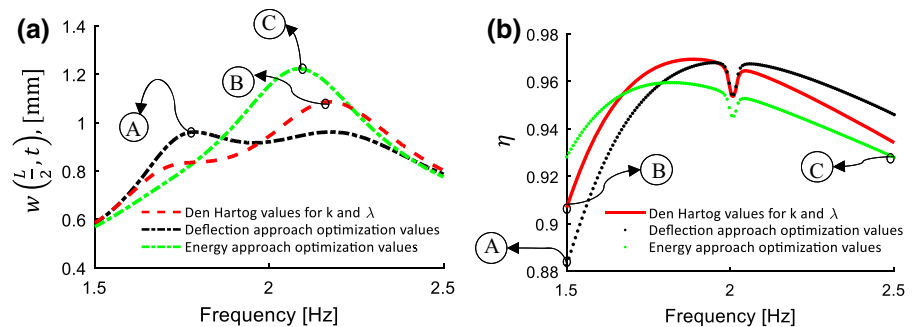 (a)
w (L/2, t), [mm]
1.4
1.2
1
0.8
0.6
0.4
1.5
2
2.5
Frequency [Hz]
A
B
C
Den Hartog values for k and λ
Deflection approach optimization values
Energy approach optimization values
(b)
η
0.98
0.96
0.94
0.92
0.9
0.88
1.5
2
2.5
Frequency [Hz]
A
B
C
Den Hartog values for k and λ
Deflection approach optimization values
Energy approach optimization values